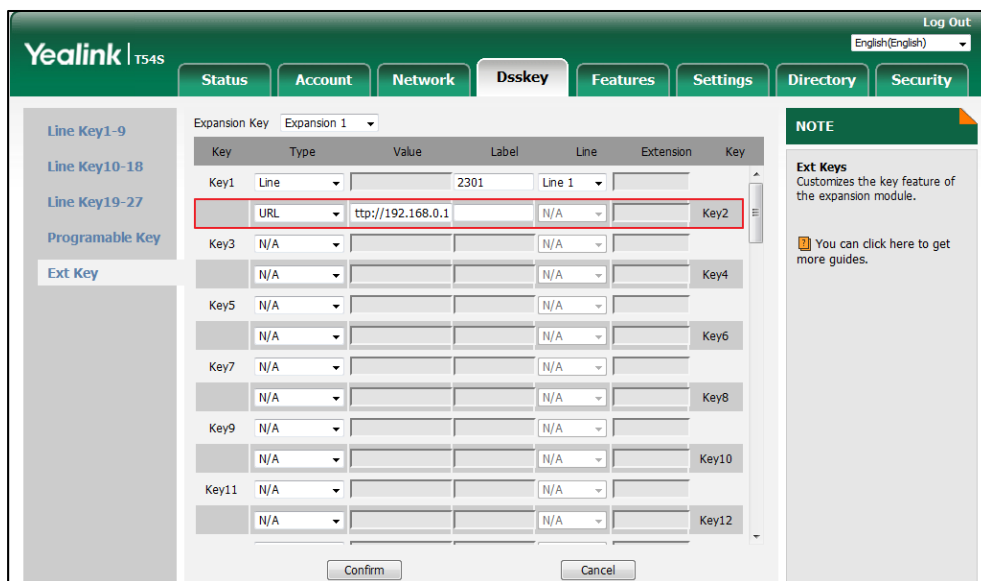 Log Out
Yealink T54S
English(English)
Status Account Network Dsskey Features Settings Directory Security
Line Key1-9
Line Key10-18
Line Key19-27
Programable Key
Ext Key
Expansion Key Expansion 1
Key Type Value Label Line Extension Key
Key1 Line 2301 Line 1
URL ttp://192.168.0.1 N/A Key2
Key3 N/A N/A
N/A N/A Key4
Key5 N/A N/A
N/A N/A Key6
Key7 N/A N/A
N/A N/A Key8
Key9 N/A N/A
N/A N/A Key10
Key11 N/A N/A
N/A N/A Key12
Confirm Cancel
NOTE
Ext Keys
Customizes the key feature of
the expansion module.
You can click here to get
more guides.